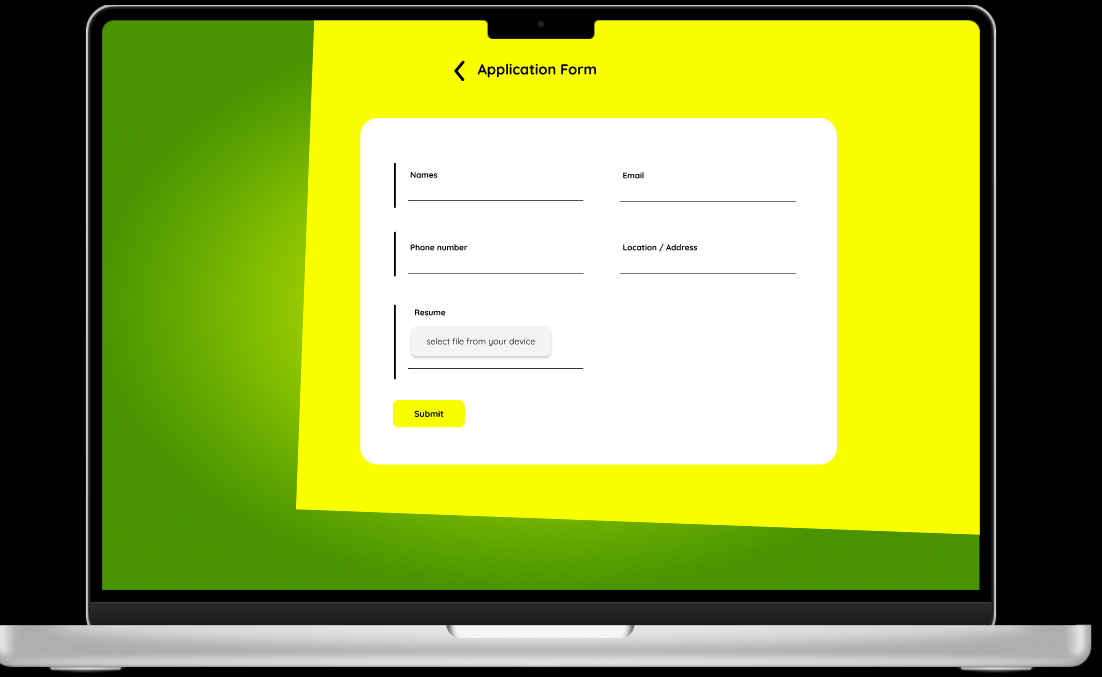 Application Form
Names
Email
Phone number
Location / Address
Resume
select file from your device
Submit